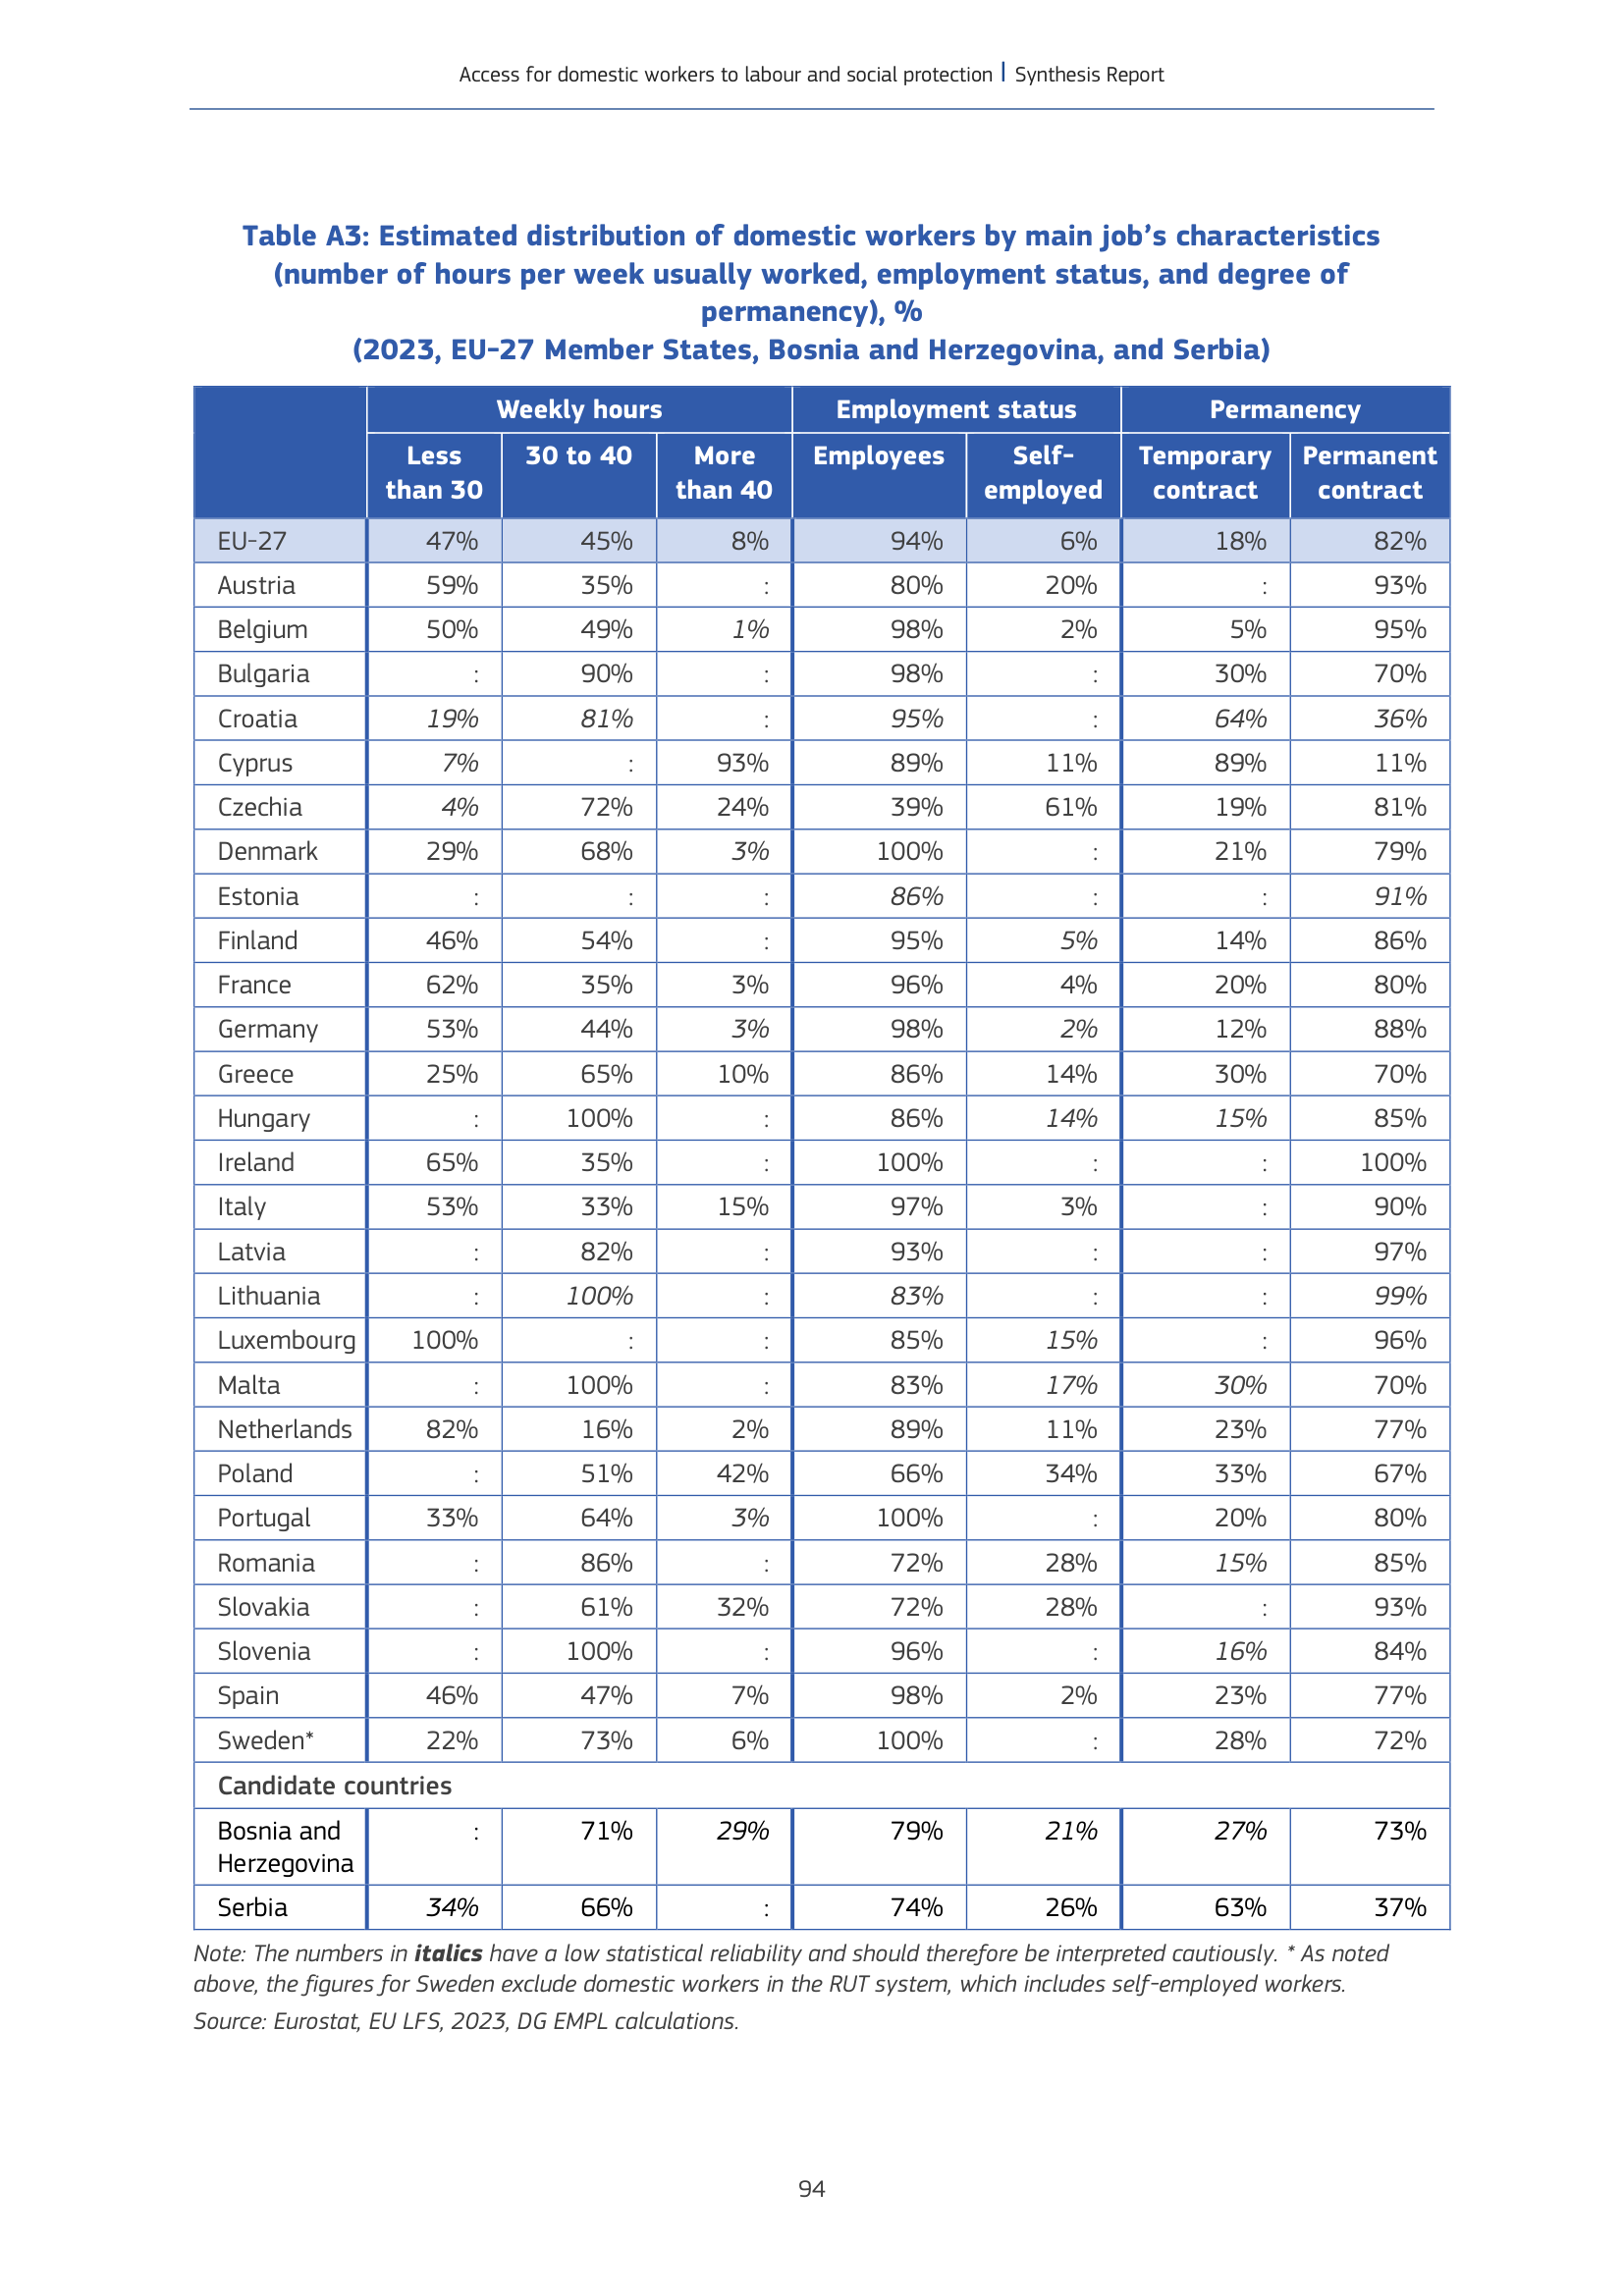 Access for domestic workers to labour and social protection | Synthesis Report
Table A3: Estimated distribution of domestic workers by main job's characteristics
(number of hours per week usually worked, employment status, and degree of
permanency), %
(2023, EU-27 Member States, Bosnia and Herzegovina, and Serbia)
Weekly hours Employment status Permanency
Less 30 to 40 More Employees Self- Temporary Permanent
than 30 than 40 employed contract contract
EU-27 47% 45% 8% 94% 6% 18% 82%
Austria 59% 35% : 80% 20% : 93%
Belgium 50% 49% 1% 98% 2% 5% 95%
Bulgaria : 90% : 98% : 30% 70%
Croatia 19% 81% : 95% : 64% 36%
Cyprus 7% : 93% 89% 11% 89% 11%
Czechia 4% 72% 24% 39% 61% 19% 81%
Denmark 29% 68% 3% 100% : 21% 79%
Estonia : : : 86% : : 91%
Finland 46% 54% : 95% 5% 14% 86%
France 62% 35% 3% 96% 4% 20% 80%
Germany 53% 44% 3% 98% 2% 12% 88%
Greece 25% 65% 10% 86% 14% 30% 70%
Hungary : 100% : 86% 14% 15% 85%
Ireland 65% 35% : 100% : : 100%
Italy 53% 33% 15% 97% 3% : 90%
Latvia : 82% : 93% : : 97%
Lithuania : 100% : 83% : : 99%
Luxembourg 100% : : 85% 15% : 96%
Malta : 100% : 83% 17% 30% 70%
Netherlands 82% 16% 2% 89% 11% 23% 77%
Poland : 51% 42% 66% 34% 33% 67%
Portugal 33% 64% 3% 100% : 20% 80%
Romania : 86% : 72% 28% 15% 85%
Slovakia : 61% 32% 72% 28% : 93%
Slovenia : 100% : 96% : 16% 84%
Spain 46% 47% 7% 98% 2% 23% 77%
Sweden* 22% 73% 6% 100% : 28% 72%
Candidate countries
Bosnia and : 71% 29% 79% 21% 27% 73%
Herzegovina
Serbia 34% 66% : 74% 26% 63% 37%
Note: The numbers in italics have a low statistical reliability and should therefore be interpreted cautiously. * As noted
above, the figures for Sweden exclude domestic workers in the RUT system, which includes self-employed workers.
Source: Eurostat, EU LFS, 2023, DG EMPL calculations.
94